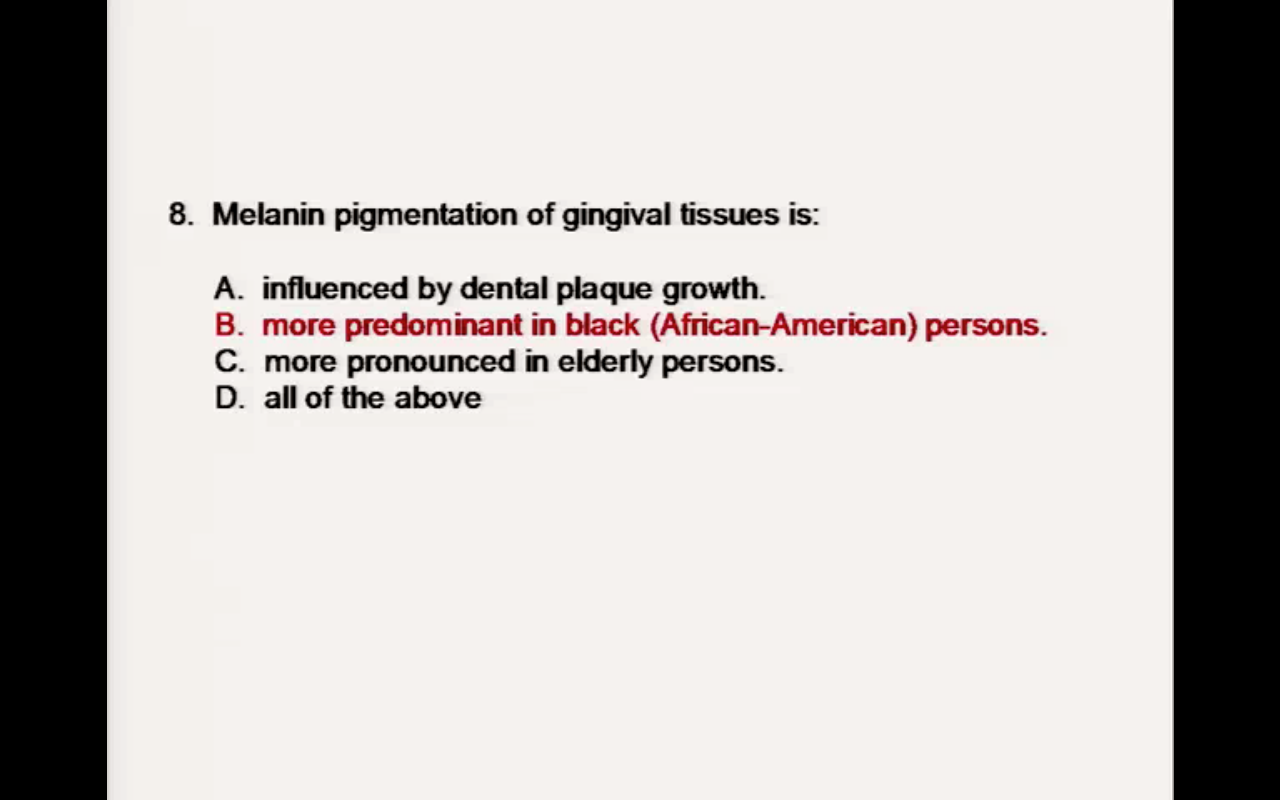 8. Melanin pigmentation of gingival tissues is:
A. influenced by dental plaque growth.
B. more predominant in black (African-American) persons.
C. more pronounced in elderly persons.
D. all of the above